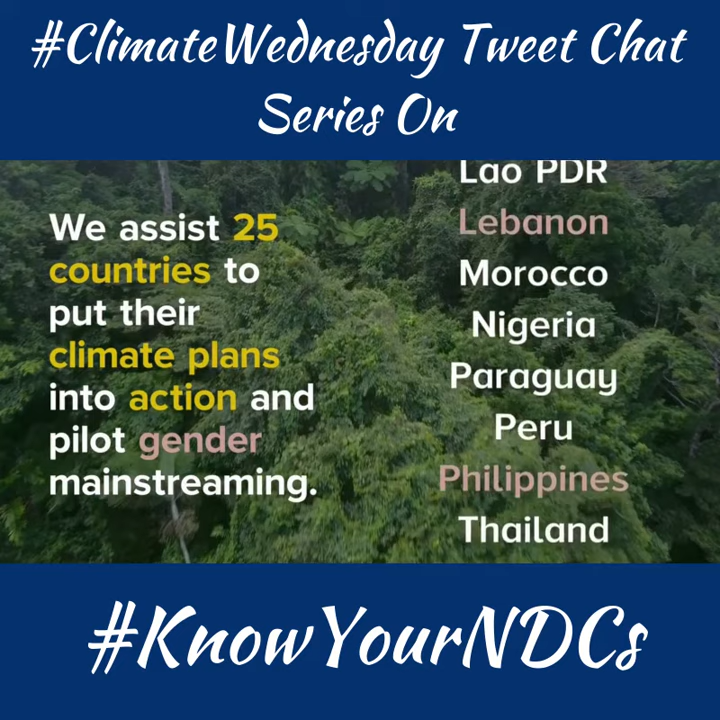 #ClimateWednesday Tweet Chat
Series On
We assist 25
countries to
put their
climate plans
into action and
pilot gender
mainstreaming.
Lao PDR
Lebanon
Morocco
Nigeria
Paraguay
Peru
Philippines
Thailand
#KnowYourNDCs